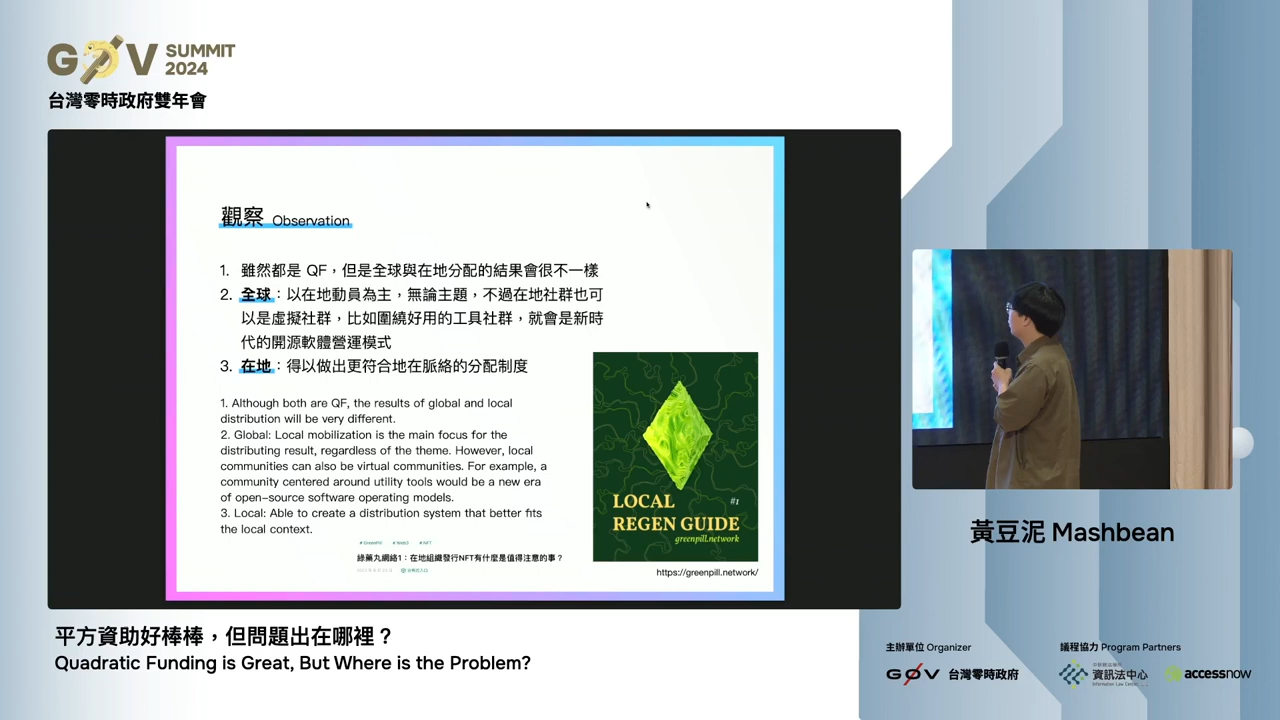 GØV SUMMIT 2024
台灣零時政府雙年會
觀察 Observation
1. 雖然都是 QF，但是全球與在地分配的結果會很不一樣
2. 全球：以在地動員為主，無論主題，不過在地社群也可
以是虛擬社群，比如圍繞好用的工具社群，就會是新時
代的開源軟體營運模式
3. 在地：得以做出更符合地在脈絡的分配制度
1. Although both are QF, the results of global and local
distribution will be very different.
2. Global: Local mobilization is the main focus for the
distributing result, regardless of the theme. However, local
communities can also be virtual communities. For example, a
community centered around utility tools would be a new era
of open-source software operating models.
3. Local: Able to create a distribution system that better fits
the local context.
# GreenPill # Web3 # NFT
綠藥丸網絡1：在地組織發行NFT有什麼是值得注意的事？
LOCAL #1
REGEN GUIDE
greenpill.network
https://greenpill.network/
黃豆泥 Mashbean
平方資助好棒棒，但問題出在哪裡？
Quadratic Funding is Great, But Where is the Problem?
主辦單位 Organizer
議程協力 Program Partners
GØV 台灣零時政府
資訊法中心
Information Law Center
accessnow